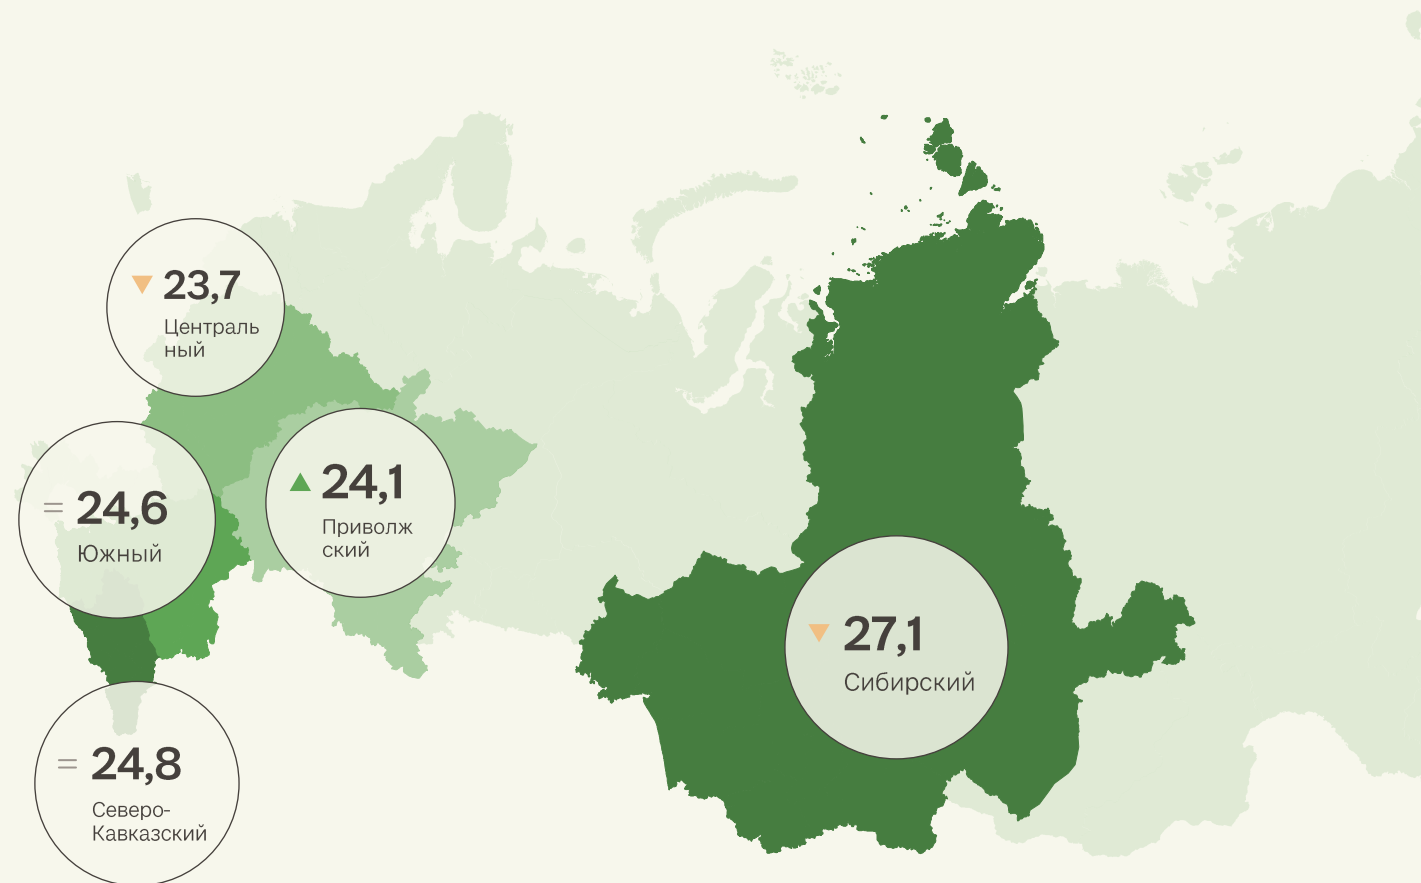 23,7
Централь
ный
24,1
Приволж
ский
= 24,6
Южный
27,1
Сибирский
= 24,8
Северо-
Кавказский